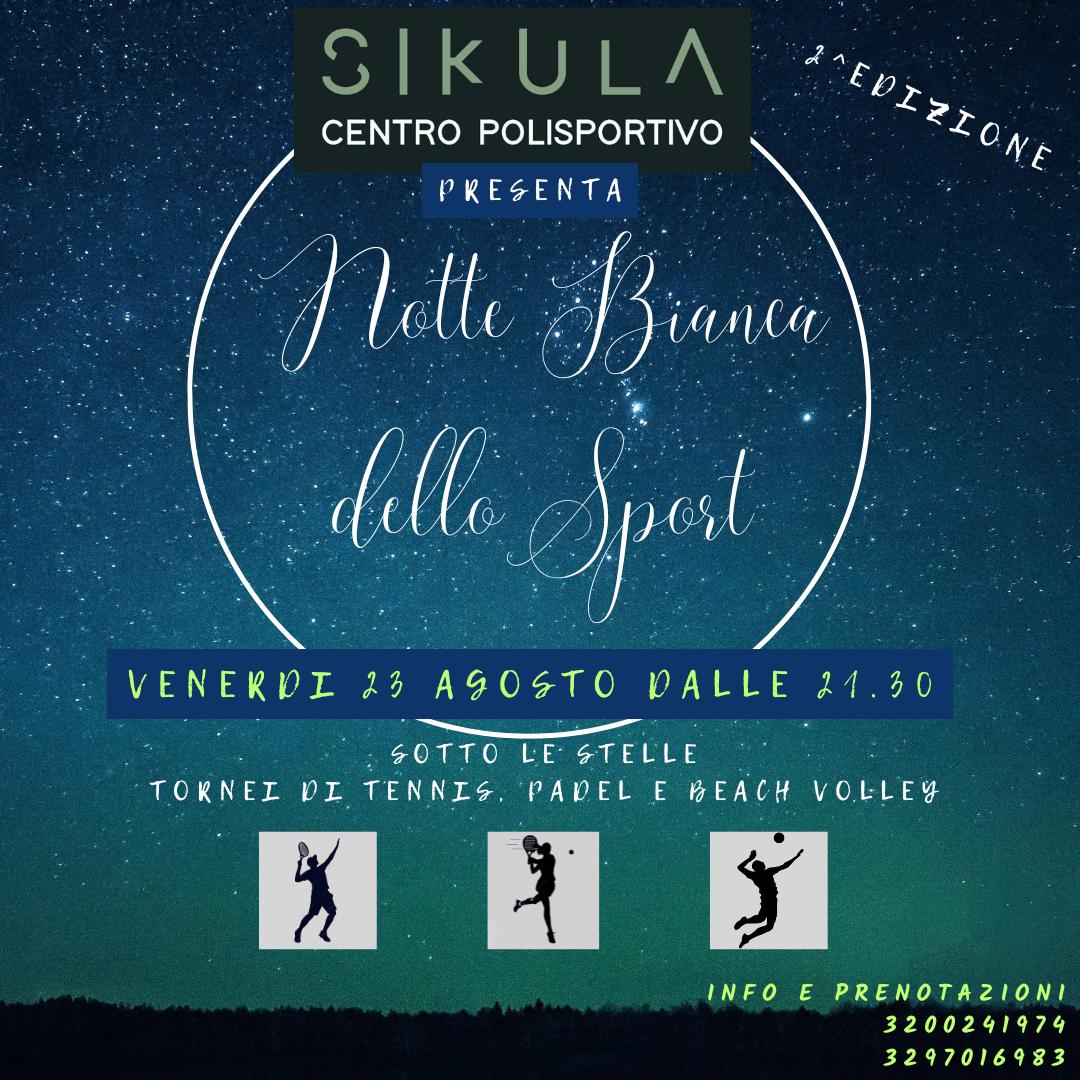 SIKULA
CENTRO POLISPORTIVO
2^EDIZIONE
PRESENTA
Notte Bianca
dello Sport
VENERDI 23 AGOSTO DALLE 21.30
SOTTO LE STELLE
TORNEI DI TENNIS, PADEL E BEACH VOLLEY
INFO E PRENOTAZIONI
3200241974
3297016983